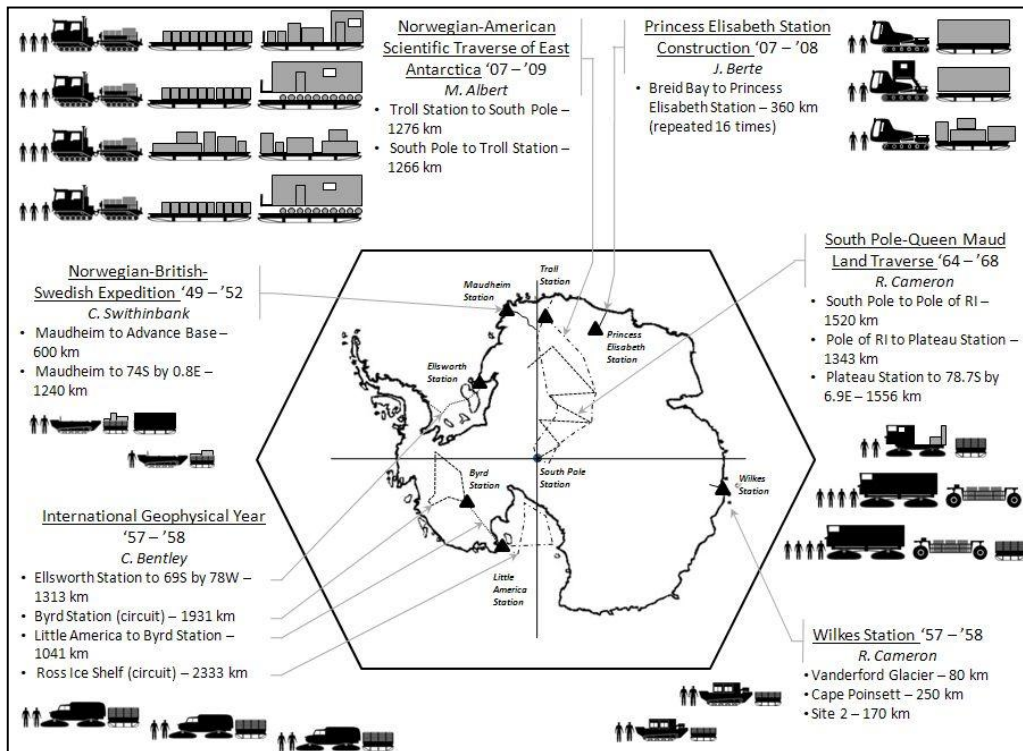 Norwegian-American
Scientific Traverse of East
Antarctica '07 – '09
M. Albert
• Troll Station to South Pole –
1276 km
• South Pole to Troll Station –
1266 km
Princess Elisabeth Station
Construction '07 – '08
J. Berte
• Breid Bay to Princess
Elisabeth Station – 360 km
(repeated 16 times)
Norwegian-British-
Swedish Expedition '49 – '52
C. Swithinbank
• Maudheim to Advance Base –
600 km
• Maudheim to 74S by 0.8E –
1240 km
South Pole-Queen Maud
Land Traverse '64 – '68
R. Cameron
• South Pole to Pole of RI –
1520 km
• Pole of RI to Plateau Station –
1343 km
• Plateau Station to 78.7S by
6.9E – 1556 km
Maudheim
Station
Troll
Station
Princess
Elisabeth
Station
Ellsworth
Station
Byrd
Station
South Pole
Station
Wilkes
Station
Little
America
Station
International Geophysical Year
'57 – '58
C. Bentley
• Ellsworth Station to 69S by 78W –
1313 km
• Byrd Station (circuit) – 1931 km
• Little America to Byrd Station –
1041 km
• Ross Ice Shelf (circuit) – 2333 km
Wilkes Station '57 – '58
R. Cameron
• Vanderford Glacier – 80 km
• Cape Poinsett – 250 km
• Site 2 – 170 km